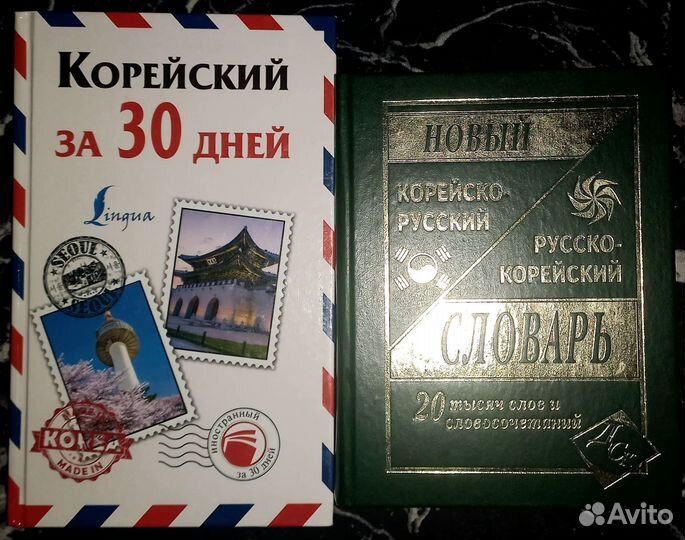 Корейский
за 30 дней
Lingua
SEOUL
SEOUL
KOREA
MADE IN
иностранный
за 30 дней
НОВЫЙ
КОРЕЙСКО-
РУССКИЙ
РУССКО-
КОРЕЙСКИЙ
СЛОВАРЬ
20 тысяч слов и
словосочетаний
Avito